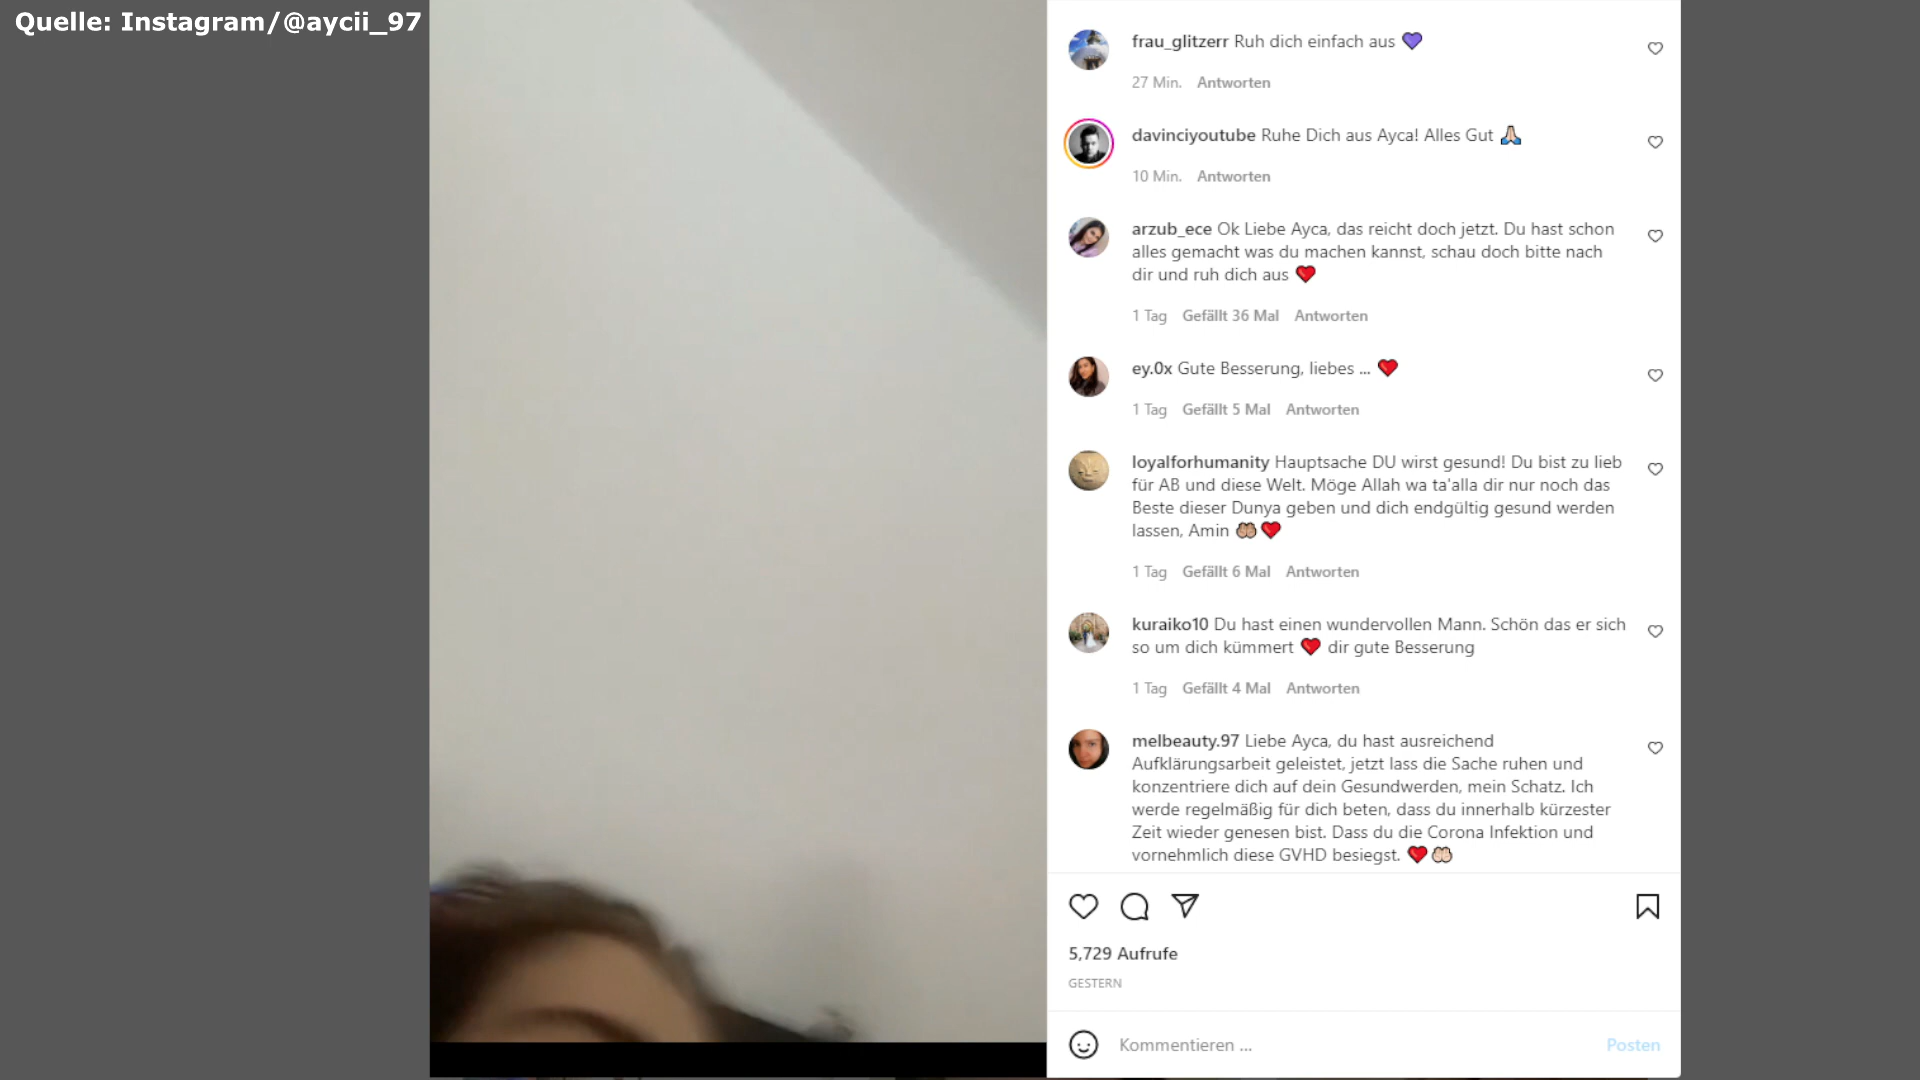 Quelle: Instagram/@aycii_97
frau_glitzerr Ruh dich einfach aus 💜
27 Min. Antworten
davinciyoutube Ruhe Dich aus Ayca! Alles Gut 🙏🏻
10 Min. Antworten
arzub_ece Ok Liebe Ayca, das reicht doch jetzt. Du hast schon
alles gemacht was du machen kannst, schau doch bitte nach
dir und ruh dich aus ❤️
1 Tag Gefällt 36 Mal Antworten
ey.0x Gute Besserung, liebes ... ❤️
1 Tag Gefällt 5 Mal Antworten
loyalforhumanity Hauptsache DU wirst gesund! Du bist zu lieb
für AB und diese Welt. Möge Allah wa ta'alla dir nur noch das
Beste dieser Dunya geben und dich endgültig gesund werden
lassen, Amin 🤲🏼❤️
1 Tag Gefällt 6 Mal Antworten
kuraiko10 Du hast einen wundervollen Mann. Schön das er sich
so um dich kümmert ❤️ dir gute Besserung
1 Tag Gefällt 4 Mal Antworten
melbeauty.97 Liebe Ayca, du hast ausreichend
Aufklärungsarbeit geleistet, jetzt lass die Sache ruhen und
konzentriere dich auf dein Gesundwerden, mein Schatz. Ich
werde regelmäßig für dich beten, dass du innerhalb kürzester
Zeit wieder genesen bist. Dass du die Corona Infektion und
vornehmlich diese GVHD besiegst. ❤️🤲🏻
5,729 Aufrufe
GESTERN
Kommentieren ...
Posten